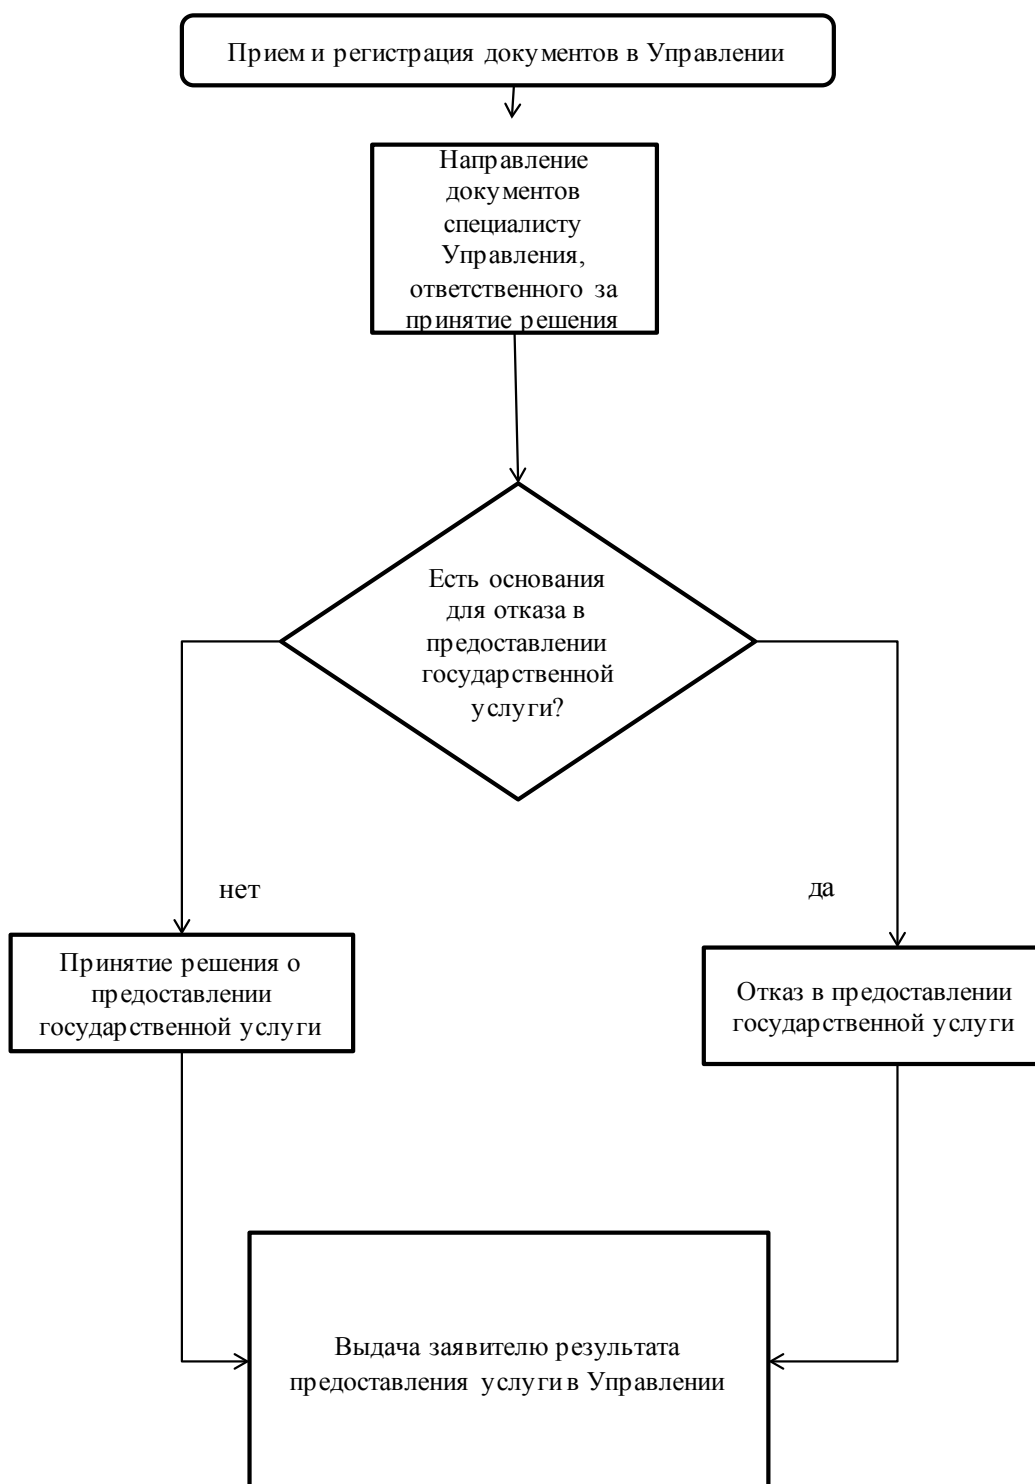 Прием и регистрация документов в Управлении
Направление
документов
специалисту
Управления,
ответственного за
принятие решения
Есть основания
для отказа в
предоставлении
государственной
услуги?
нет
да
Принятие решения о
предоставлении
государственной услуги
Отказ в предоставлении
государственной услуги
Выдача заявителю результата
предоставления услуги в Управлении